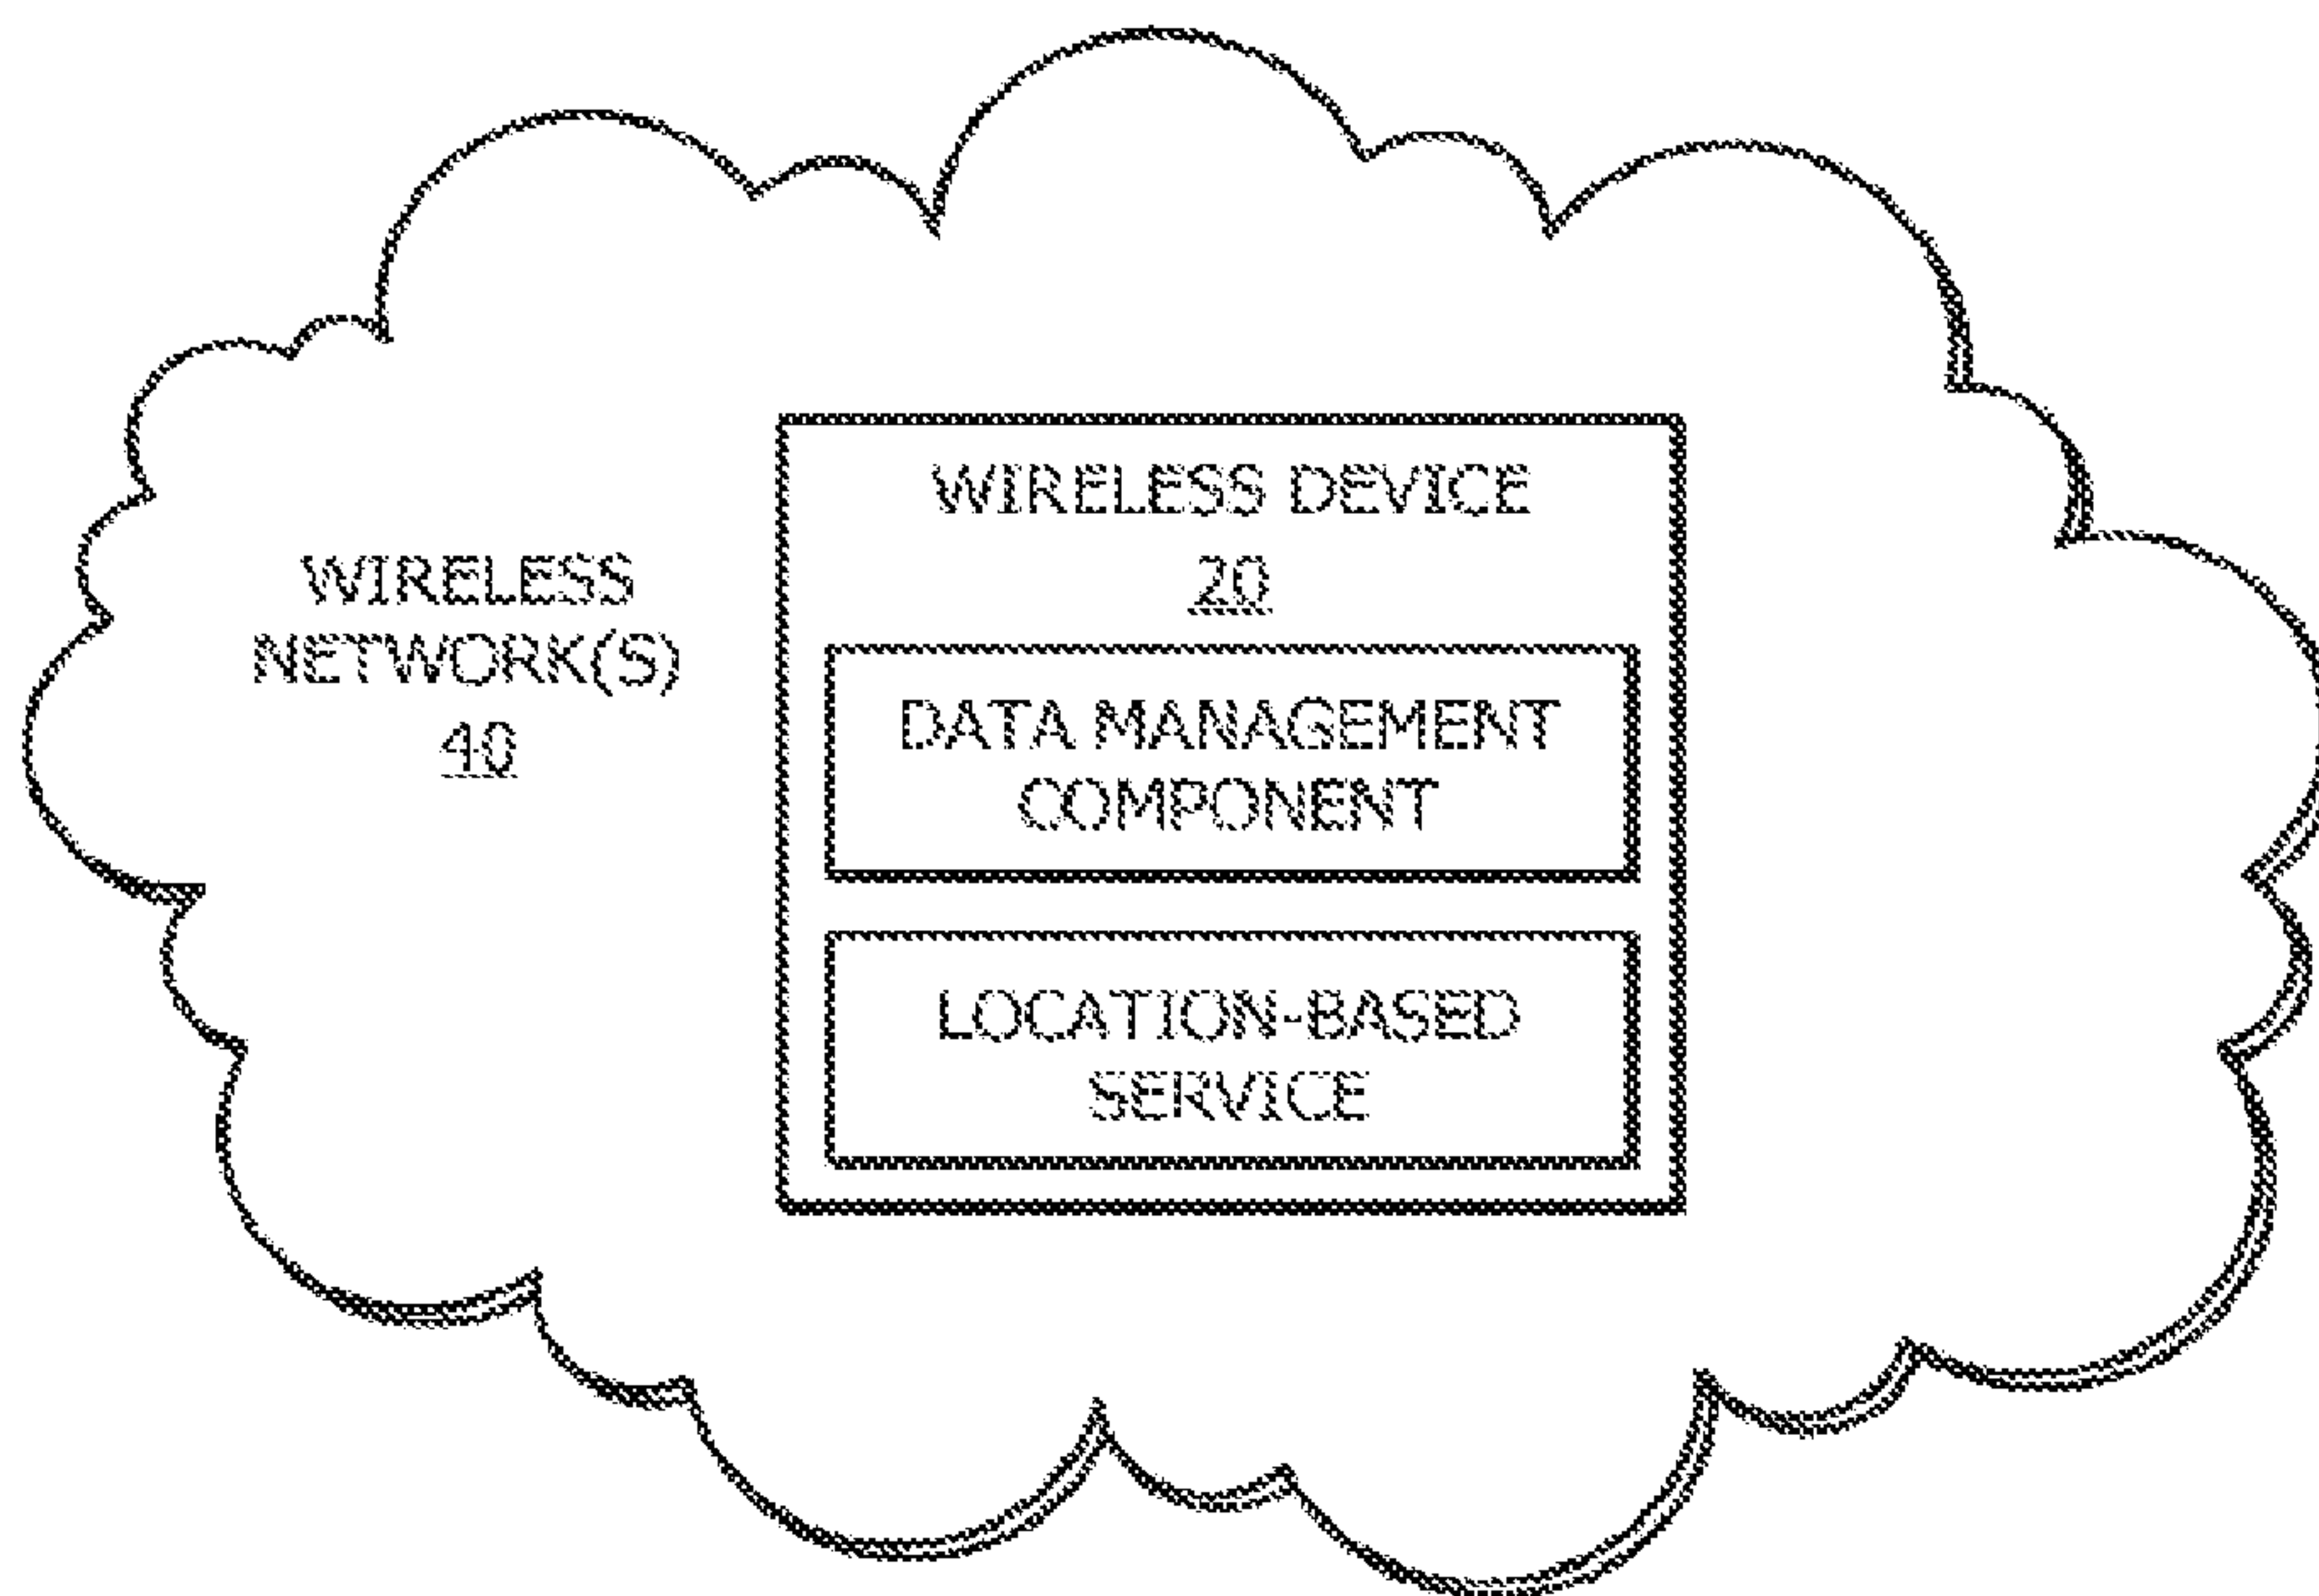 WIRELESS
NETWORK(S)
40
WIRELESS DEVICE
20
DATA MANAGEMENT
COMPONENT
LOCATION-BASED
SERVICE